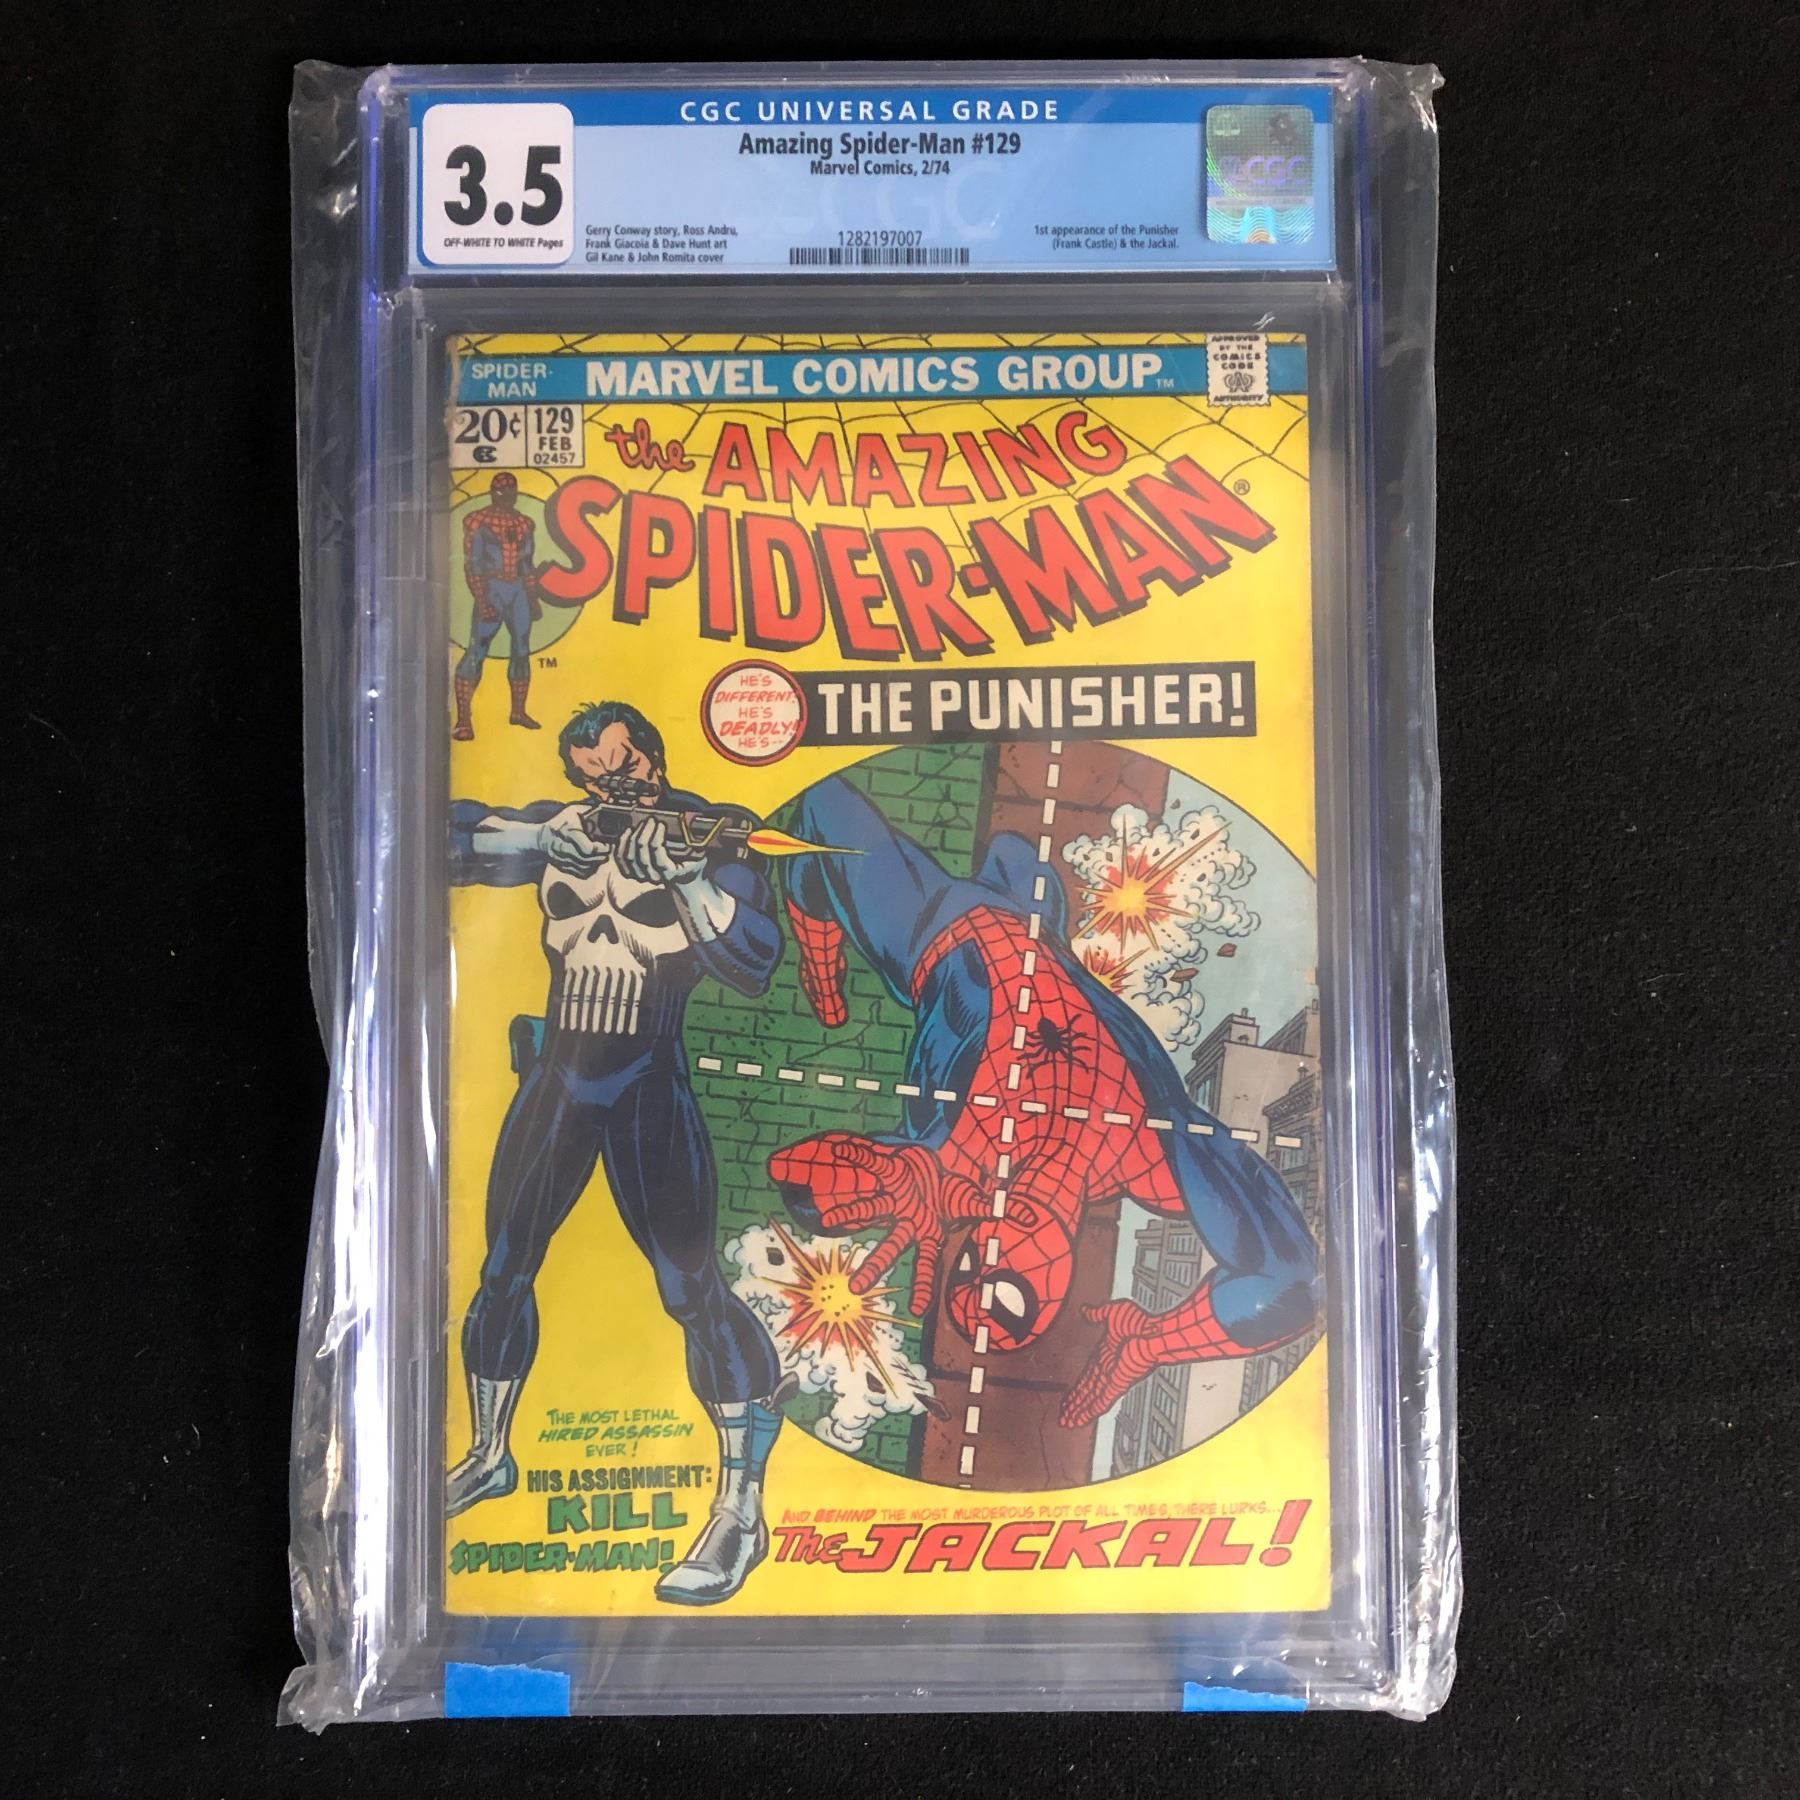 CGC UNIVERSAL GRADE
3.5
OFF-WHITE TO WHITE Pages
Amazing Spider-Man #129
Marvel Comics, 2/74
Gerry Conway story, Ross Andru,
Frank Giacoia & Dave Hunt art
Gil Kane & John Romita cover
1282197007
1st appearance of the Punisher
(Frank Castle) & the Jackal.
CGC
SPIDER-
MAN
MARVEL COMICS GROUP TM
APPROVED
BY THE
COMICS
CODE
AUTHORITY
20¢
129
FEB
02457
the AMAZING
SPIDER-MAN®
TM
HE'S
DIFFERENT!
HE'S
DEADLY!
HE'S--
THE PUNISHER!
THE MOST LETHAL
HIRED ASSASSIN
EVER!
HIS ASSIGNMENT:
KILL
SPIDER-MAN!
AND BEHIND THE MOST MURDEROUS PLOT OF ALL TIMES, THERE LURKS...
THE JACKAL!